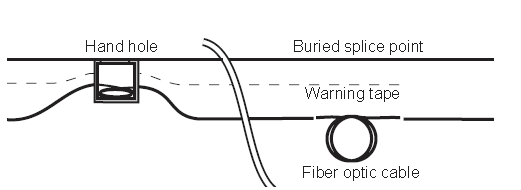 Hand hole
Buried splice point
Warning tape
Fiber optic cable